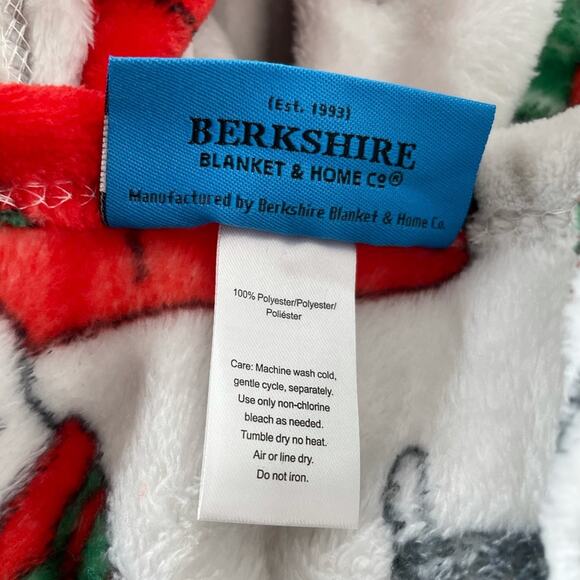 (Est. 1993)
BERKSHIRE
BLANKET & HOME Co®
Manufactured by Berkshire Blanket & Home Co.
100% Polyester/Polyester/
Poliéster
Care: Machine wash cold,
gentle cycle, separately.
Use only non-chlorine
bleach as needed.
Tumble dry no heat.
Air or line dry.
Do not iron.